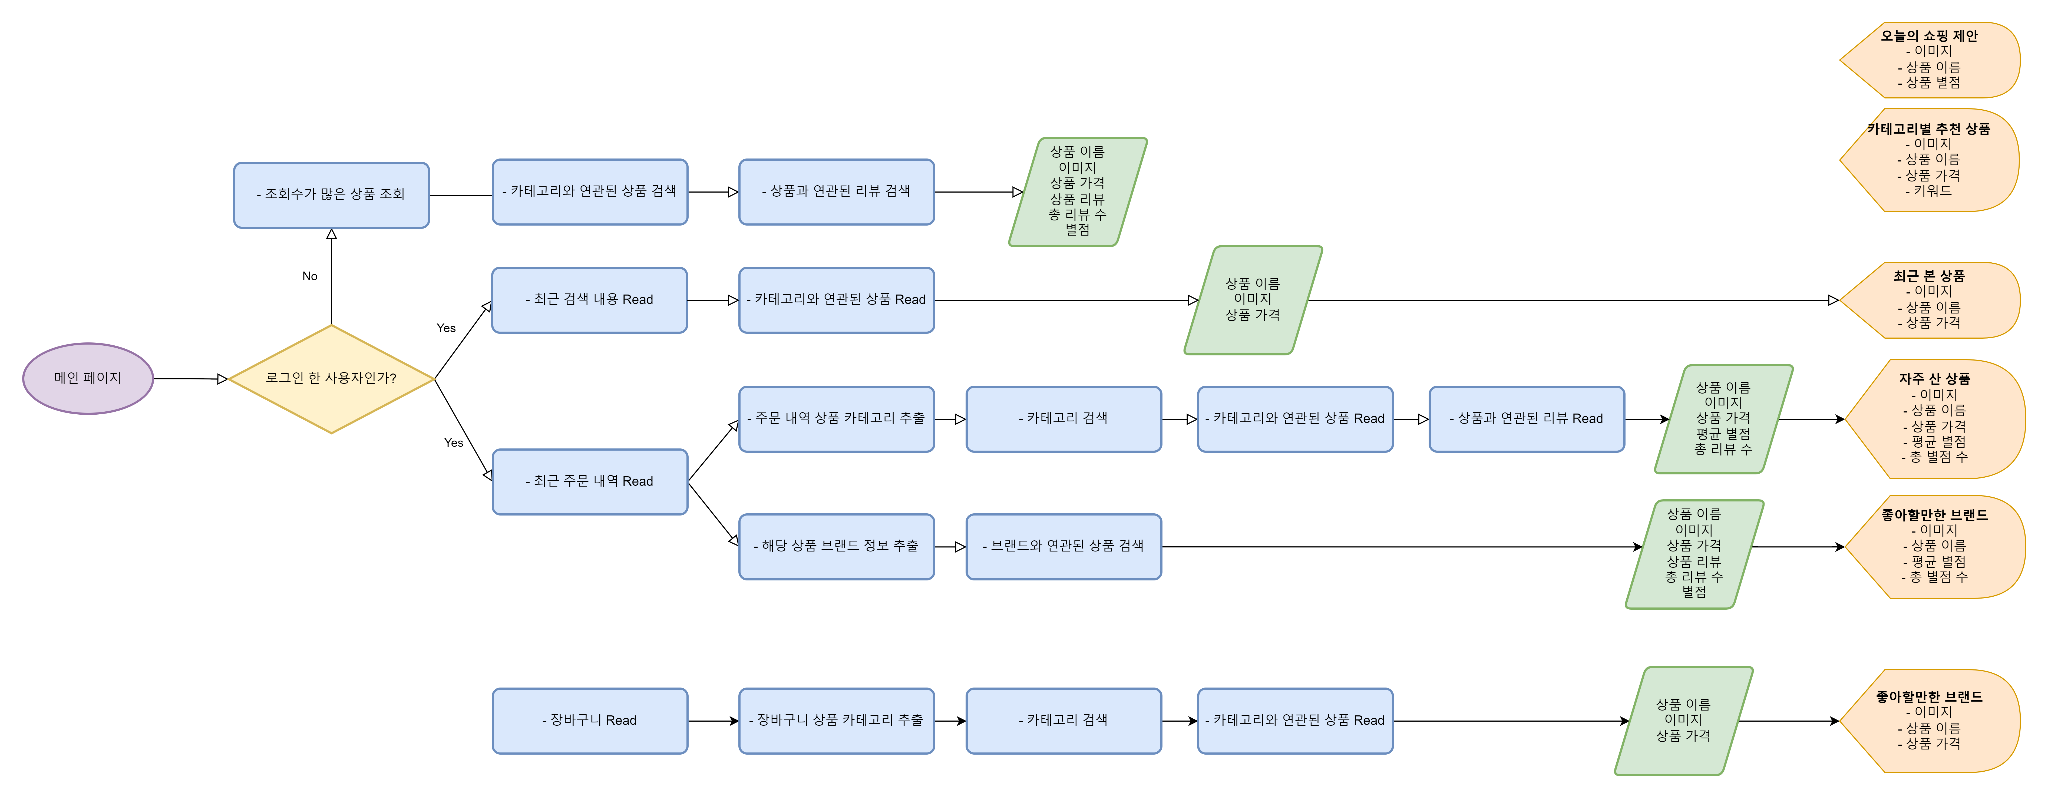 오늘의 쇼핑 제안
- 이미지
- 상품 이름
- 상품 별점
카테고리별 추천 상품
- 이미지
- 상품 이름
- 상품 가격
- 키워드
- 조회수가 많은 상품 조회
- 카테고리와 연관된 상품 검색
- 상품과 연관된 리뷰 검색
상품 이름
이미지
상품 가격
상품 리뷰
총 리뷰 수
별점
No
- 최근 검색 내용 Read
- 카테고리와 연관된 상품 Read
상품 이름
이미지
상품 가격
최근 본 상품
- 이미지
- 상품 이름
- 상품 가격
Yes
메인 페이지
로그인 한 사용자인가?
Yes
- 최근 주문 내역 Read
- 주문 내역 상품 카테고리 추출
- 카테고리 검색
- 카테고리와 연관된 상품 Read
- 상품과 연관된 리뷰 Read
상품 이름
이미지
상품 가격
평균 별점
총 리뷰 수
자주 산 상품
- 이미지
- 상품 이름
- 상품 가격
- 평균 별점
- 총 별점 수
- 해당 상품 브랜드 정보 추출
- 브랜드와 연관된 상품 검색
상품 이름
이미지
상품 가격
상품 리뷰
총 리뷰 수
별점
좋아할만한 브랜드
- 이미지
- 상품 이름
- 평균 별점
- 총 별점 수
- 장바구니 Read
- 장바구니 상품 카테고리 추출
- 카테고리 검색
- 카테고리와 연관된 상품 Read
상품 이름
이미지
상품 가격
좋아할만한 브랜드
- 이미지
- 상품 이름
- 상품 가격